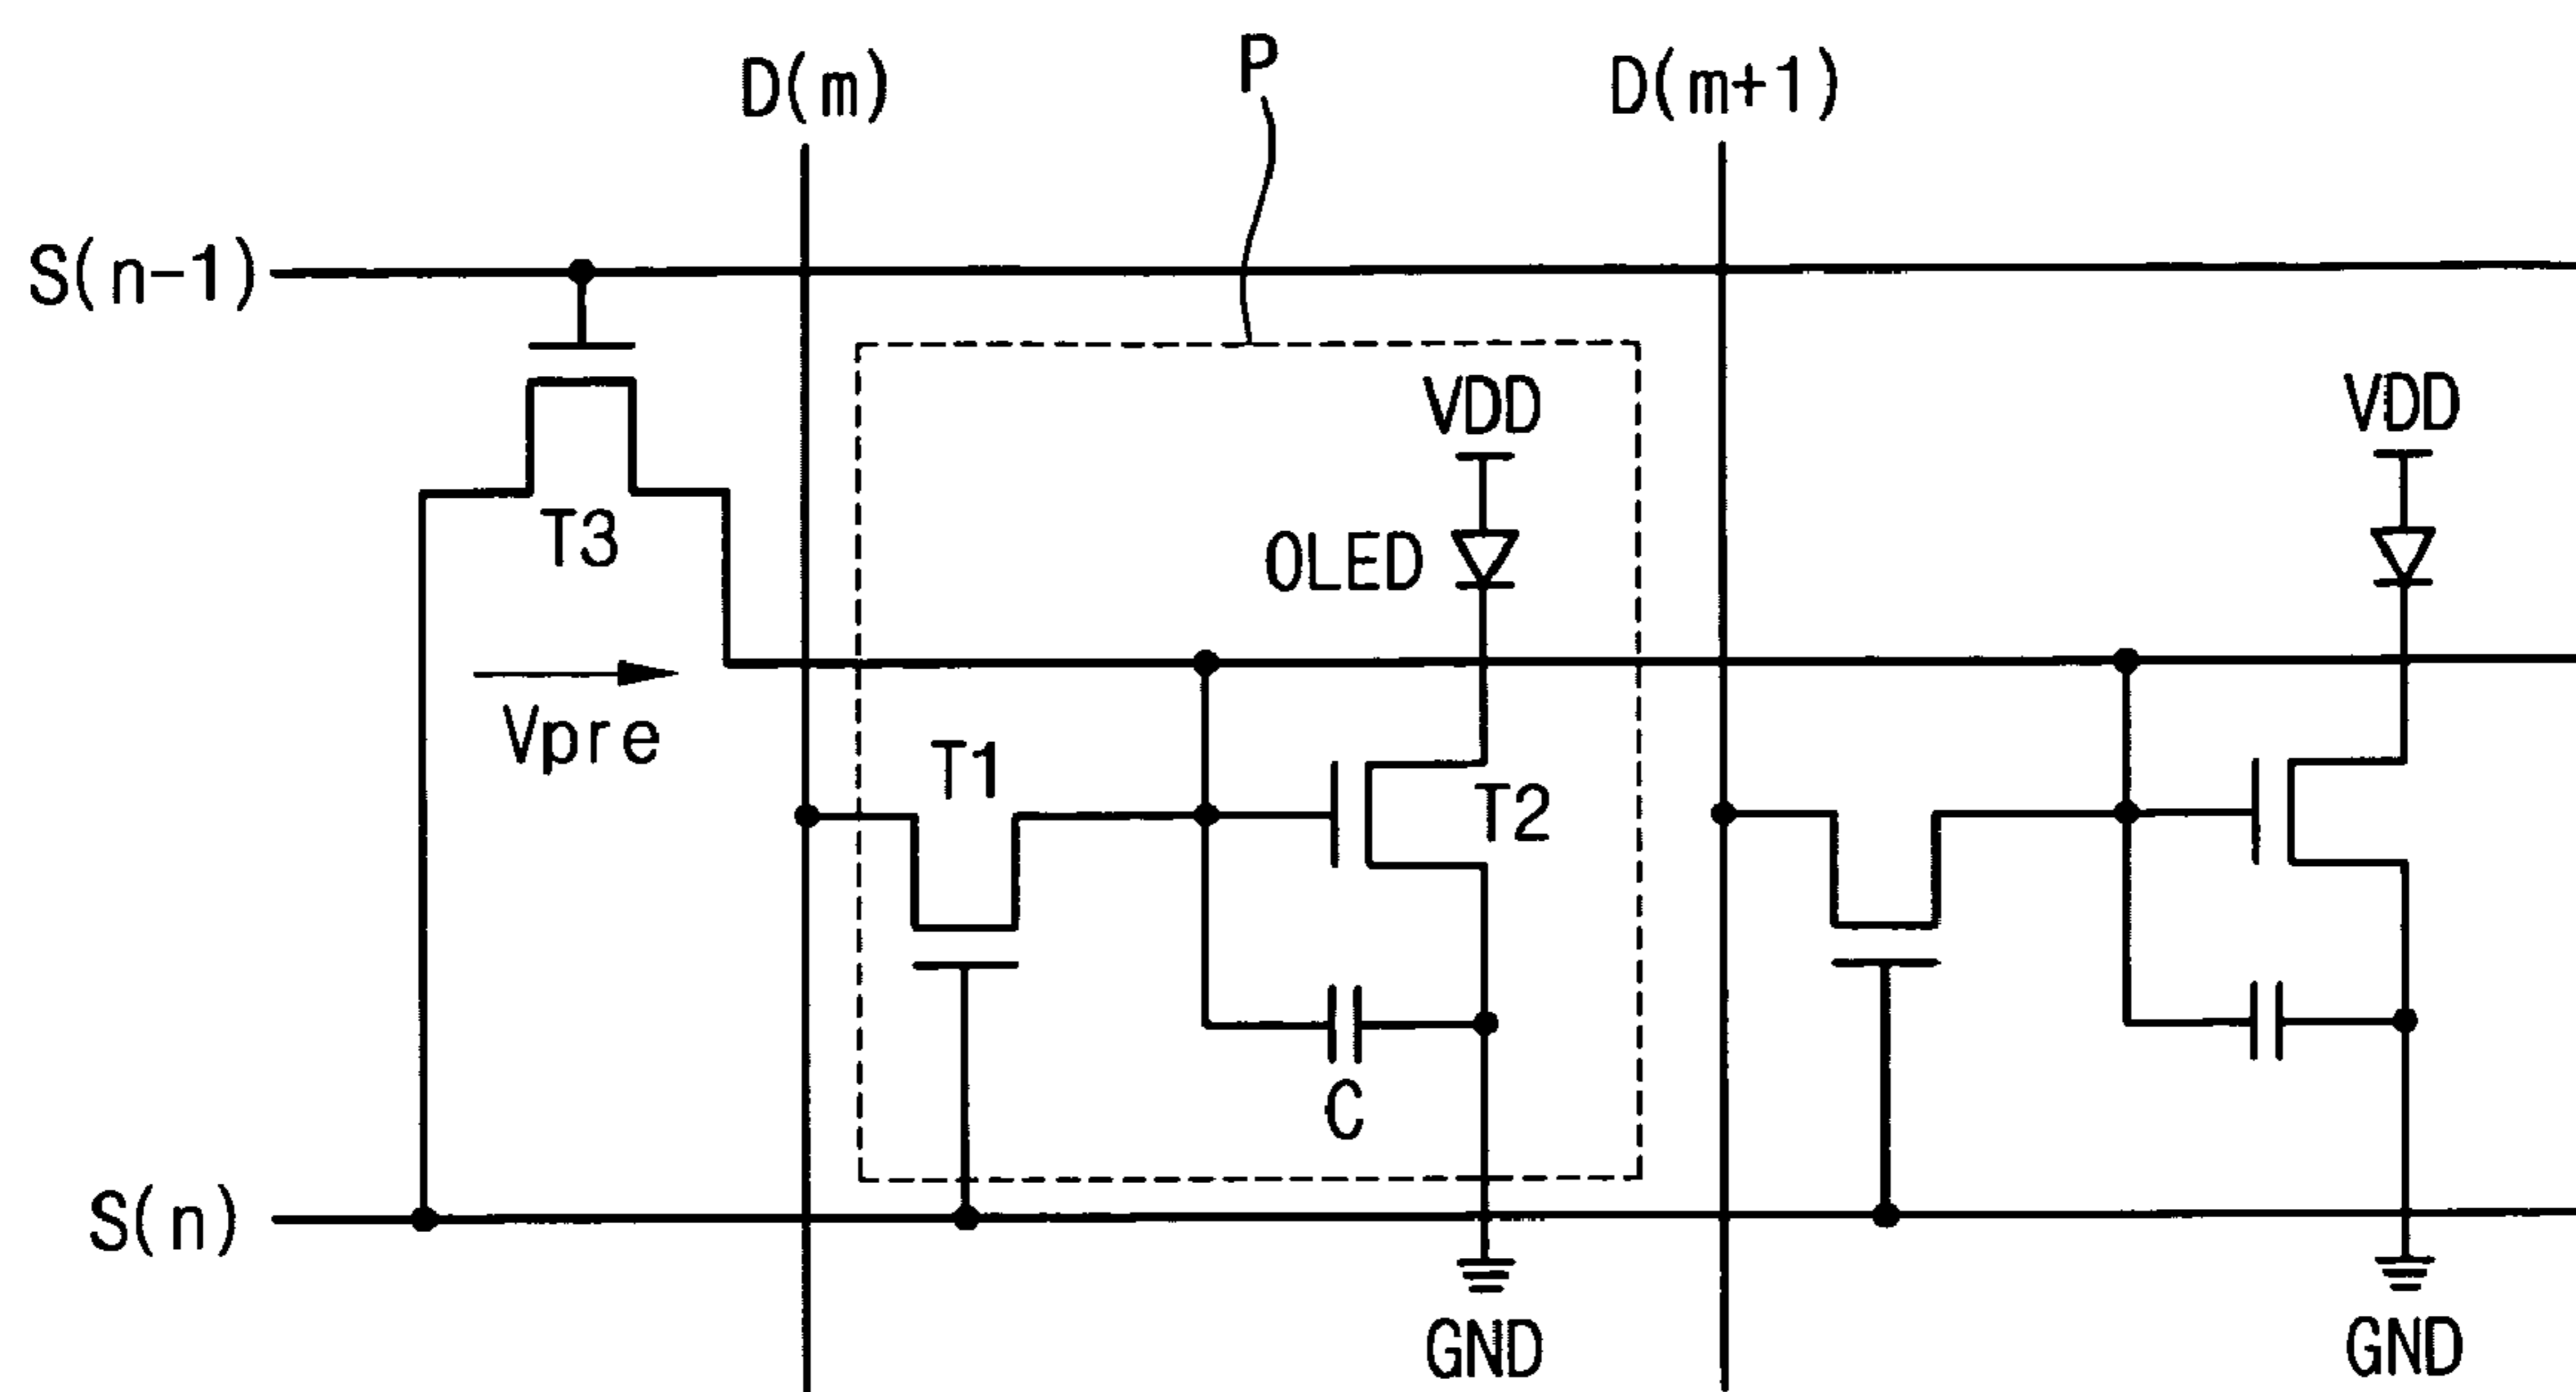 P
D(m)
D(m+1)
S(n-1)
VDD
VDD
T3
OLED
Vpre
T1
T2
C
S(n)
GND
GND